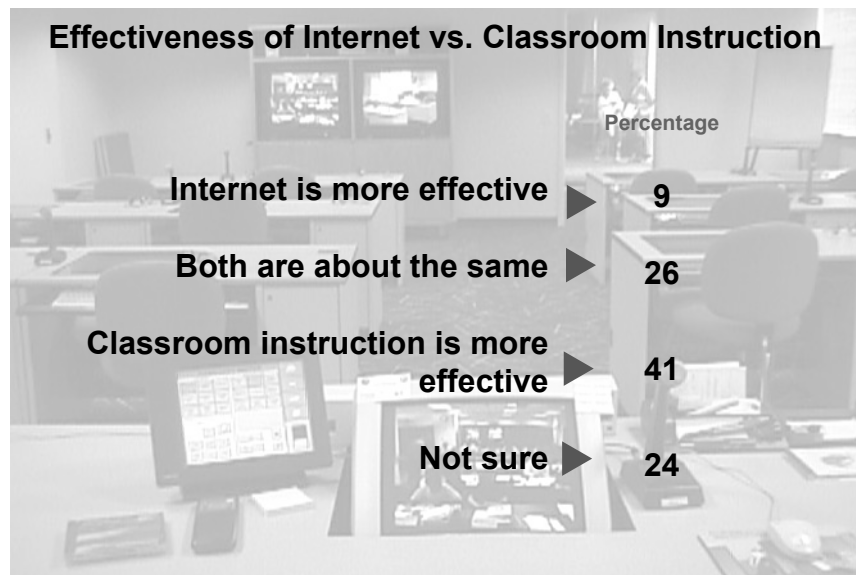 Effectiveness of Internet vs. Classroom Instruction
Percentage
Internet is more effective 9
Both are about the same 26
Classroom instruction is more
effective 41
Not sure 24